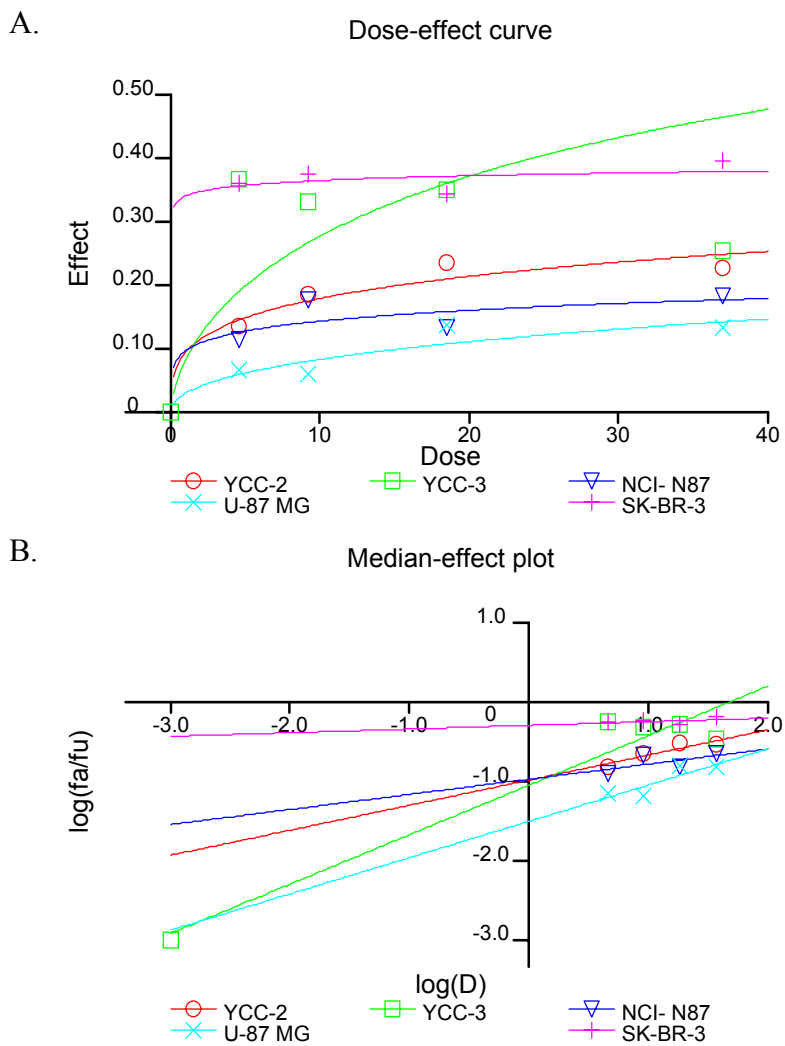 A.
Dose-effect curve
0.50
0.40
0.30
0.20
0.10
0
Effect
0 10 20 30 40
Dose
YCC-2 YCC-3 NCI- N87
U-87 MG SK-BR-3
B.
Median-effect plot
1.0
-3.0 -2.0 -1.0 0 1.0 2.0
-1.0
-2.0
-3.0
log(fa/fu)
log(D)
YCC-2 YCC-3 NCI- N87
U-87 MG SK-BR-3